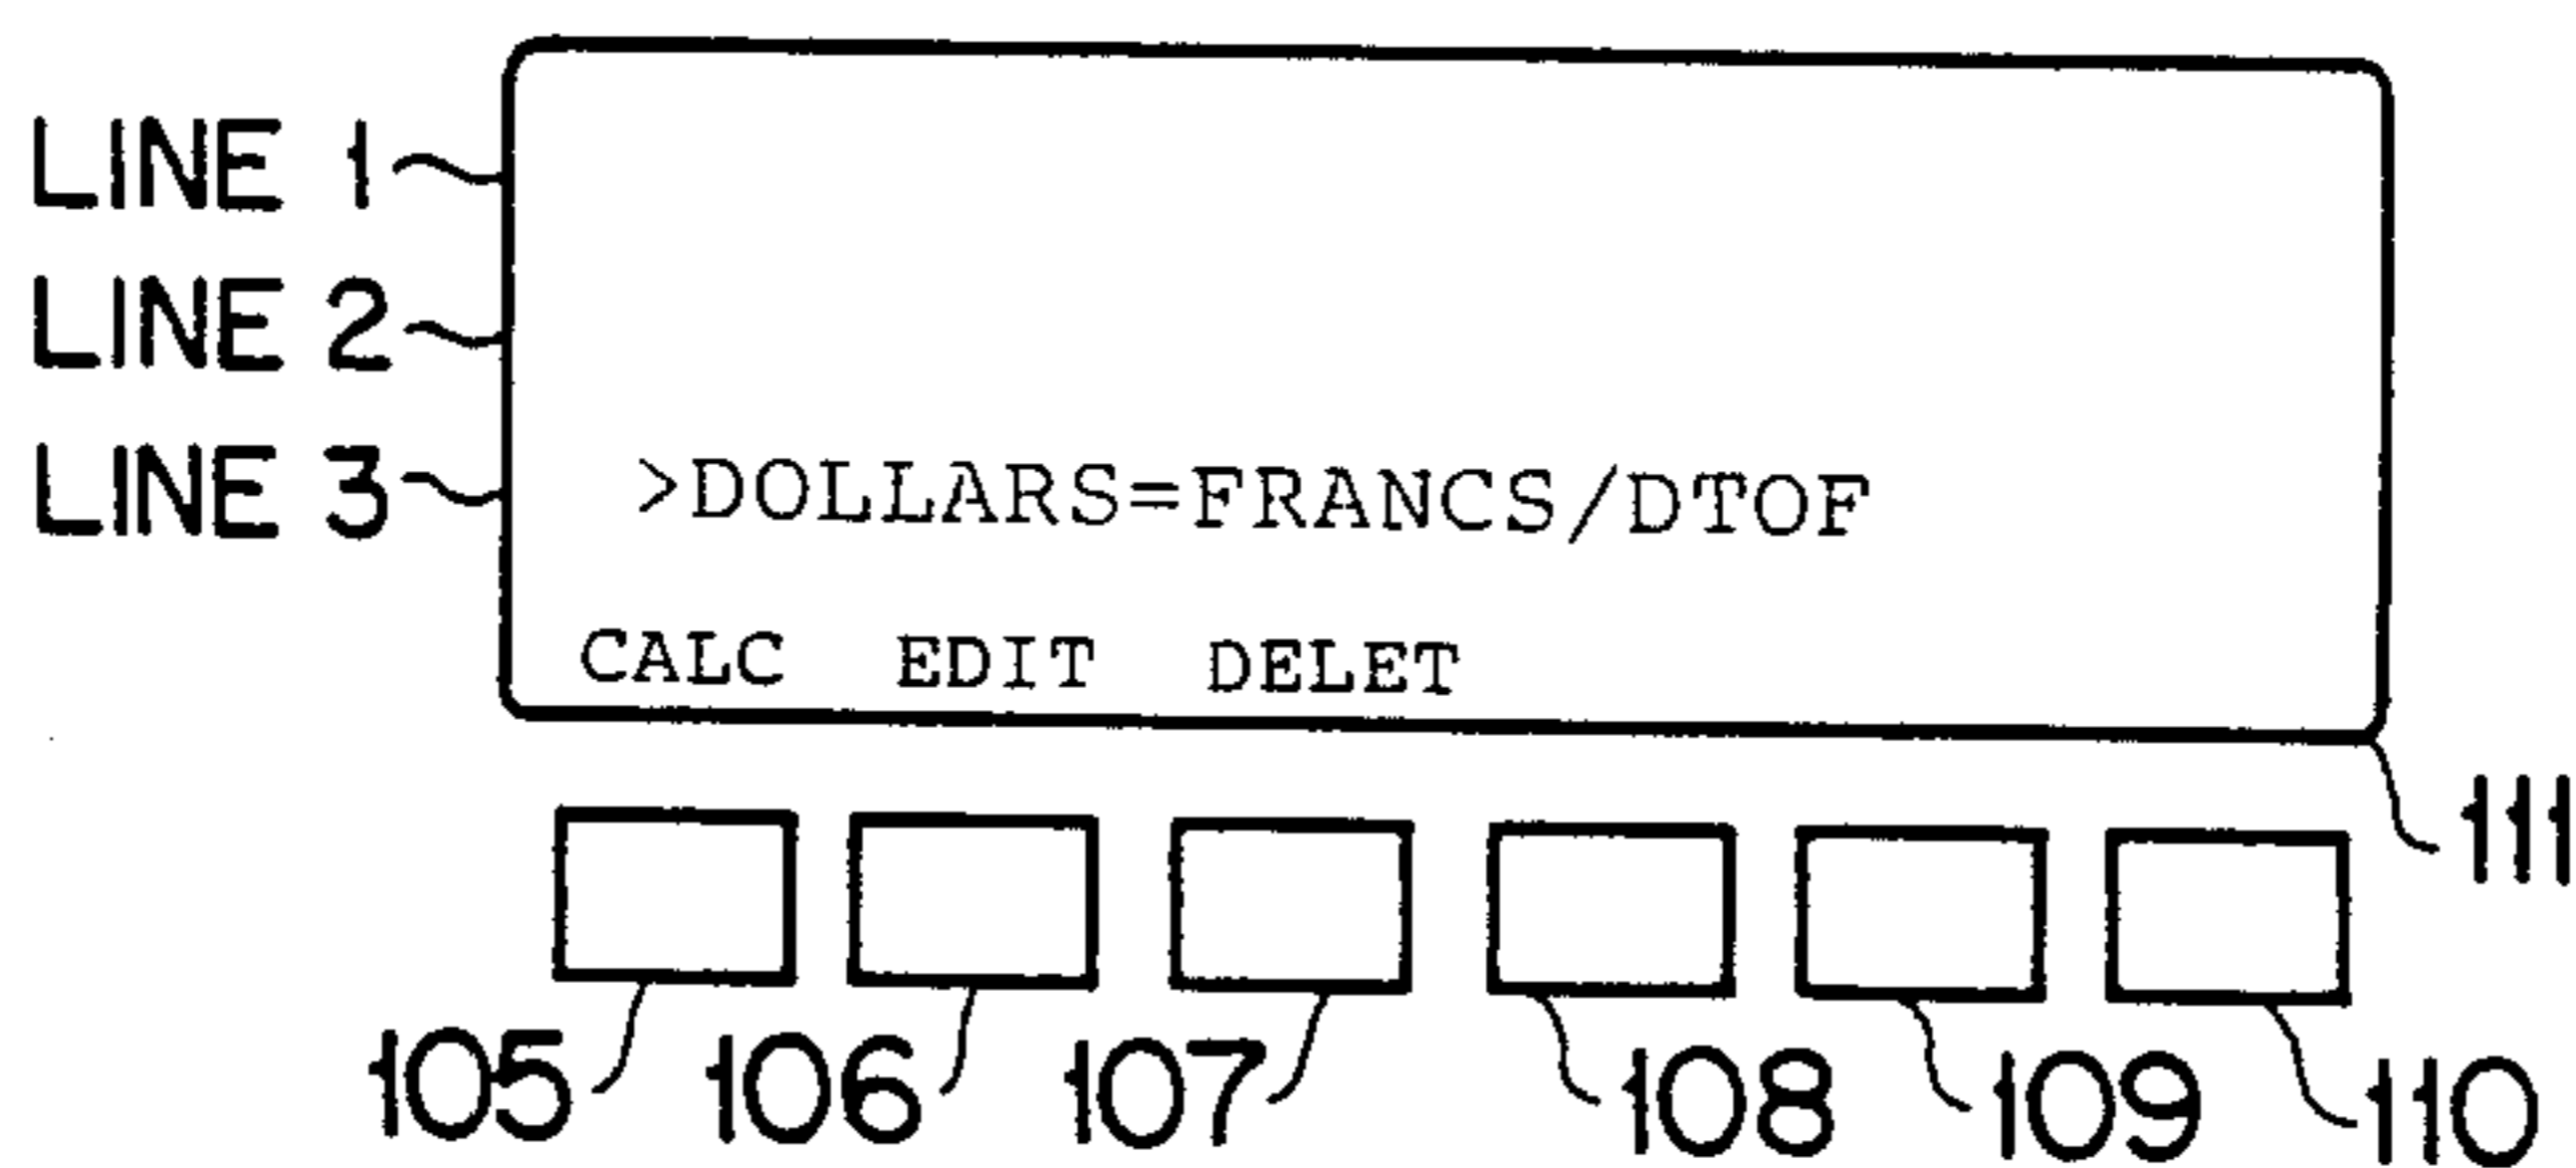 LINE 1
LINE 2
LINE 3
>DOLLARS=FRANCS/DTOF
CALC EDIT DELET
111
105 106 107 108 109 110